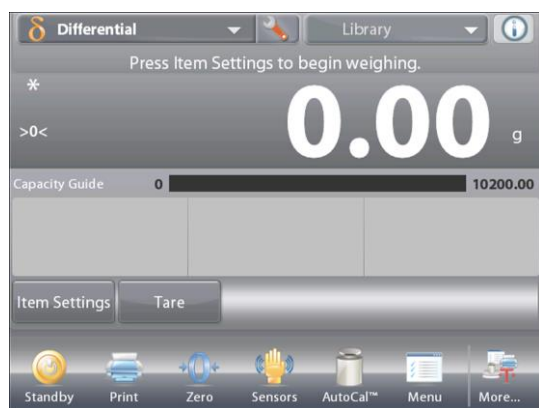 δ Differential
Library
Press Item Settings to begin weighing.
*
>0<
0.00 g
Capacity Guide 0 10200.00
Item Settings Tare
Standby Print Zero Sensors AutoCal™ Menu More...